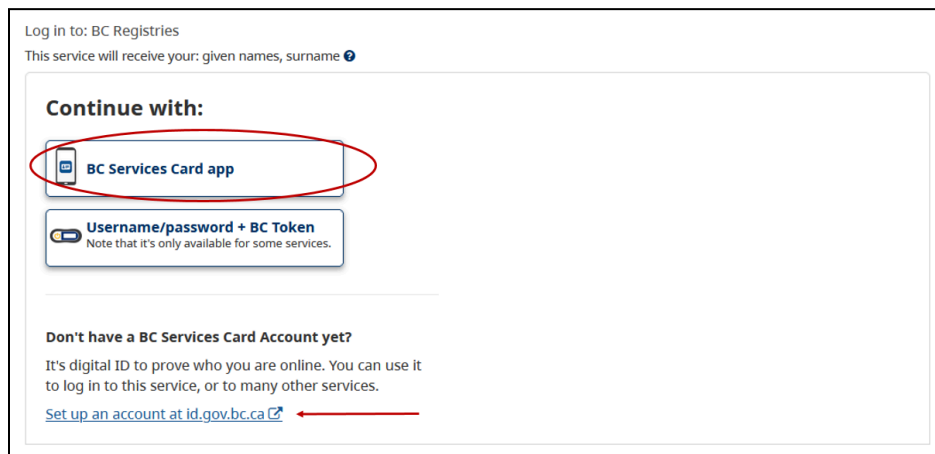 Log in to: BC Registries
This service will receive your: given names, surname
Continue with:
BC Services Card app
Username/password + BC Token
Note that it's only available for some services.
Don't have a BC Services Card Account yet?
It's digital ID to prove who you are online. You can use it
to log in to this service, or to many other services.
Set up an account at id.gov.bc.ca